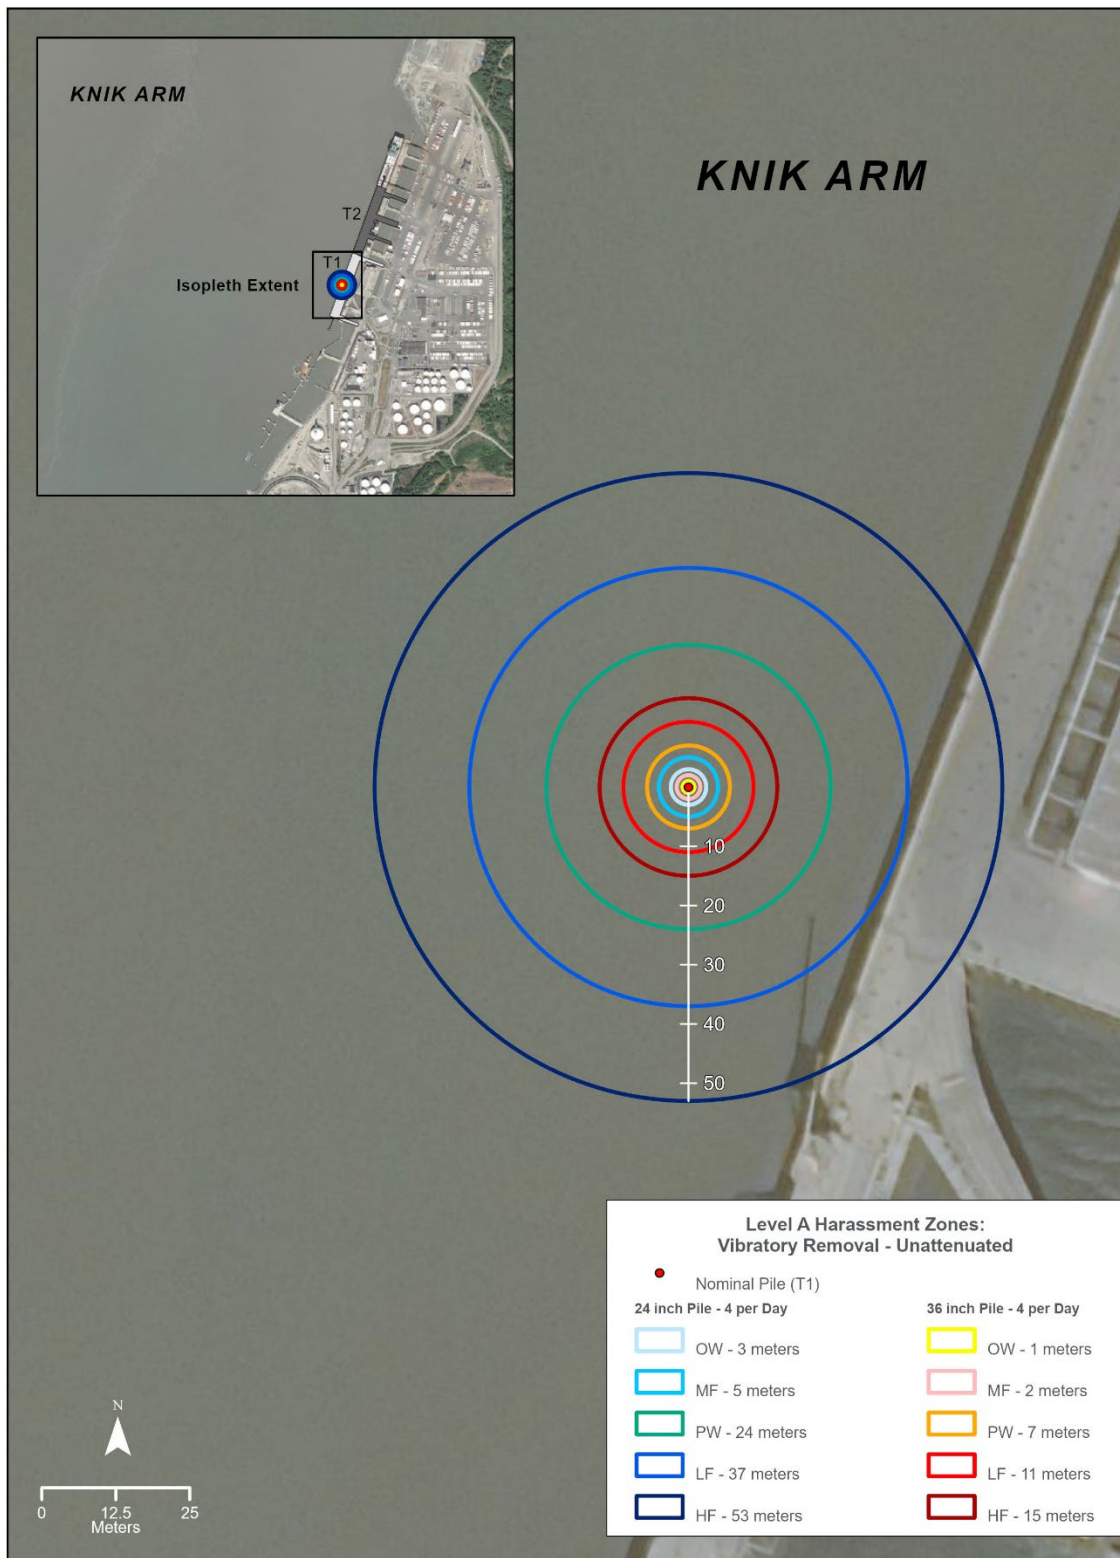 KNIK ARM
KNIK ARM
T2
T1
Isopleth Extent
10
20
30
40
50
Level A Harassment Zones:
Vibratory Removal - Unattenuated
Nominal Pile (T1)
24 inch Pile - 4 per Day
OW - 3 meters
MF - 5 meters
PW - 24 meters
LF - 37 meters
HF - 53 meters
36 inch Pile - 4 per Day
OW - 1 meters
MF - 2 meters
PW - 7 meters
LF - 11 meters
HF - 15 meters
N
0 12.5 25
Meters